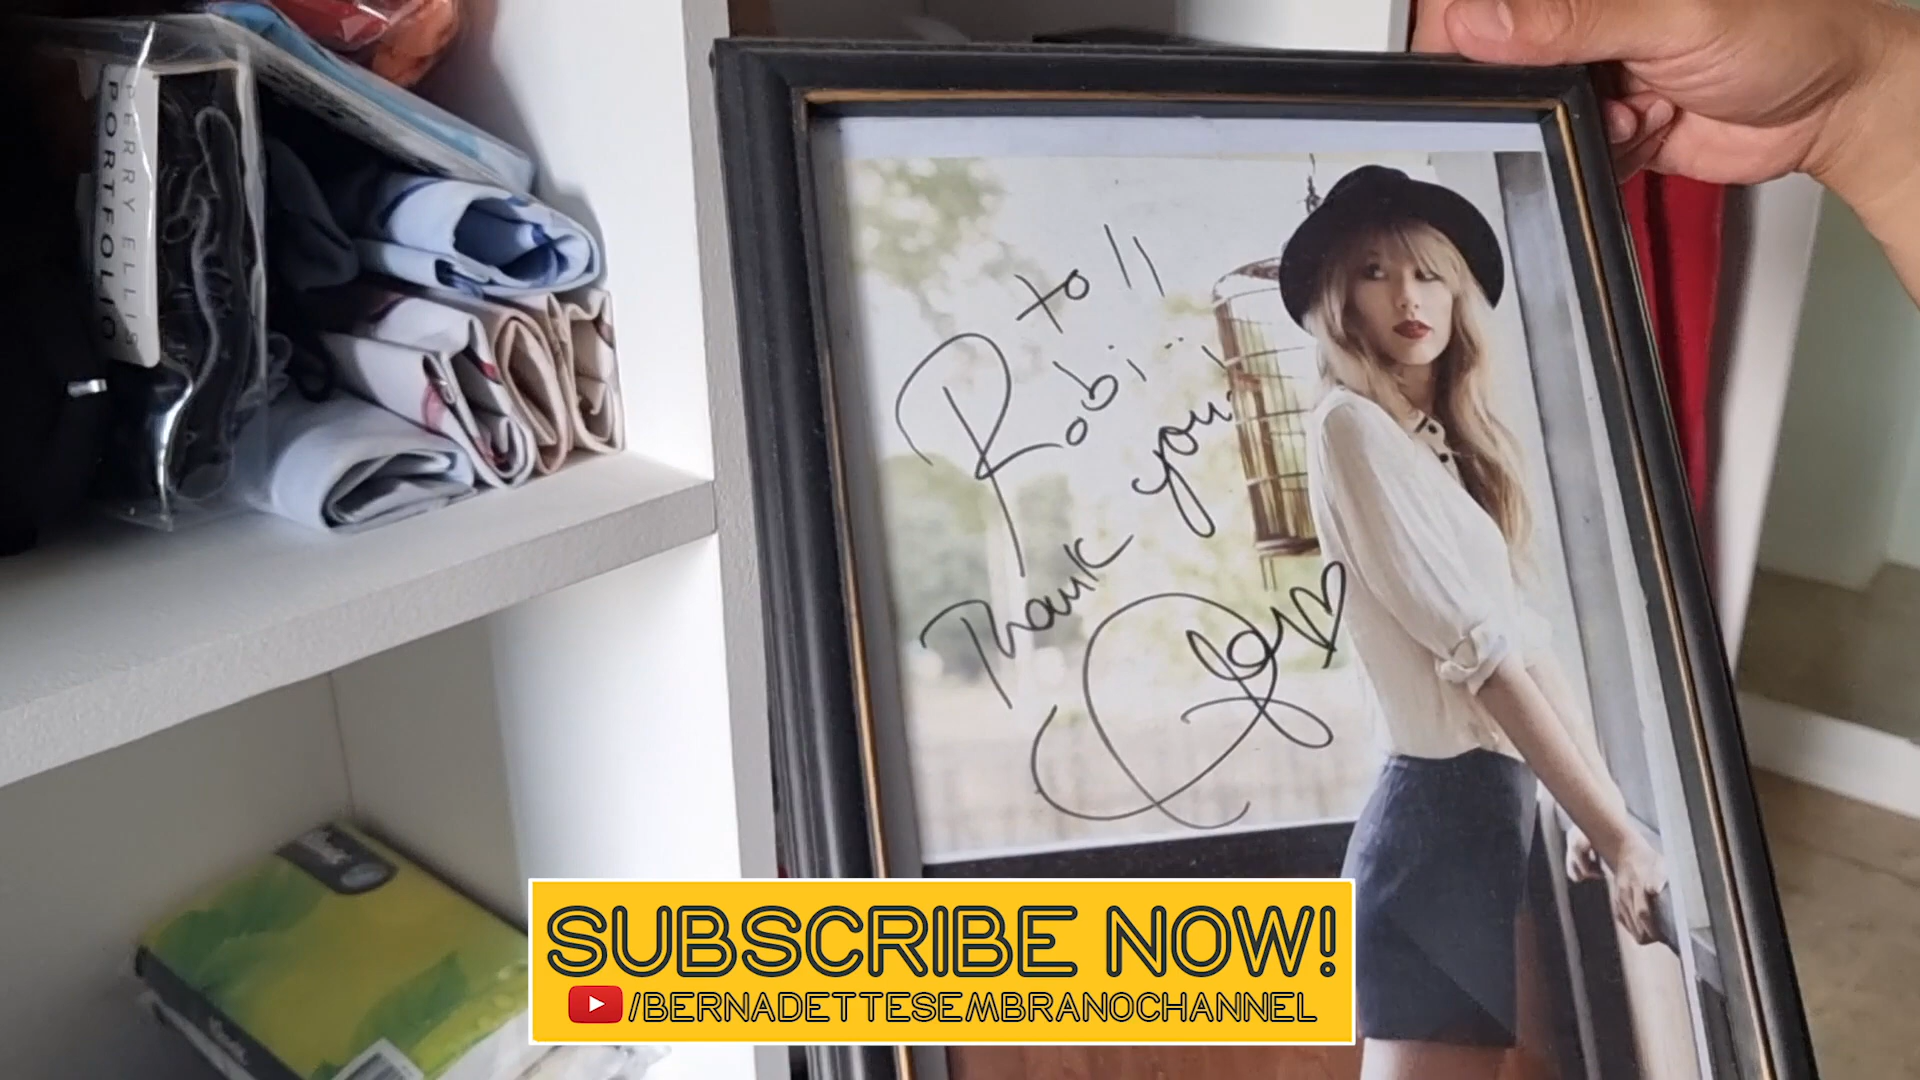 PERRY ELLIS
PORTFOLIO
to
Robi
Thank you!
SUBSCRIBE NOW!
/BERNADETTESEMBRANOCHANNEL